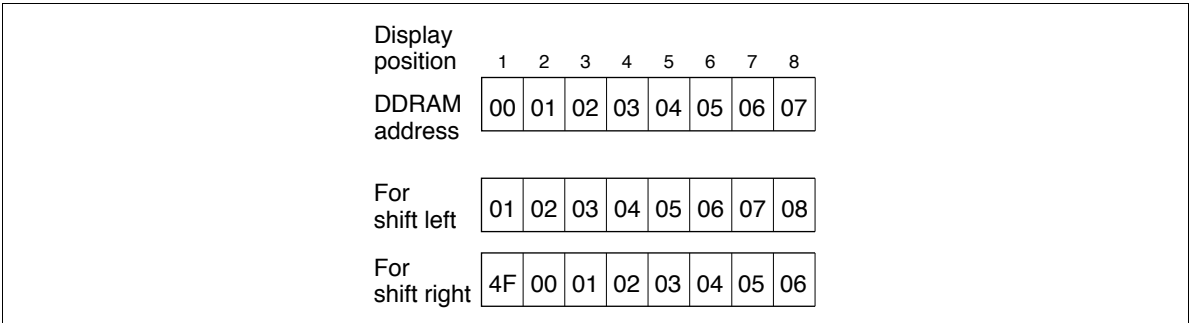 Display
position 1 2 3 4 5 6 7 8
DDRAM
address 00 01 02 03 04 05 06 07
For
shift left 01 02 03 04 05 06 07 08
For
shift right 4F 00 01 02 03 04 05 06